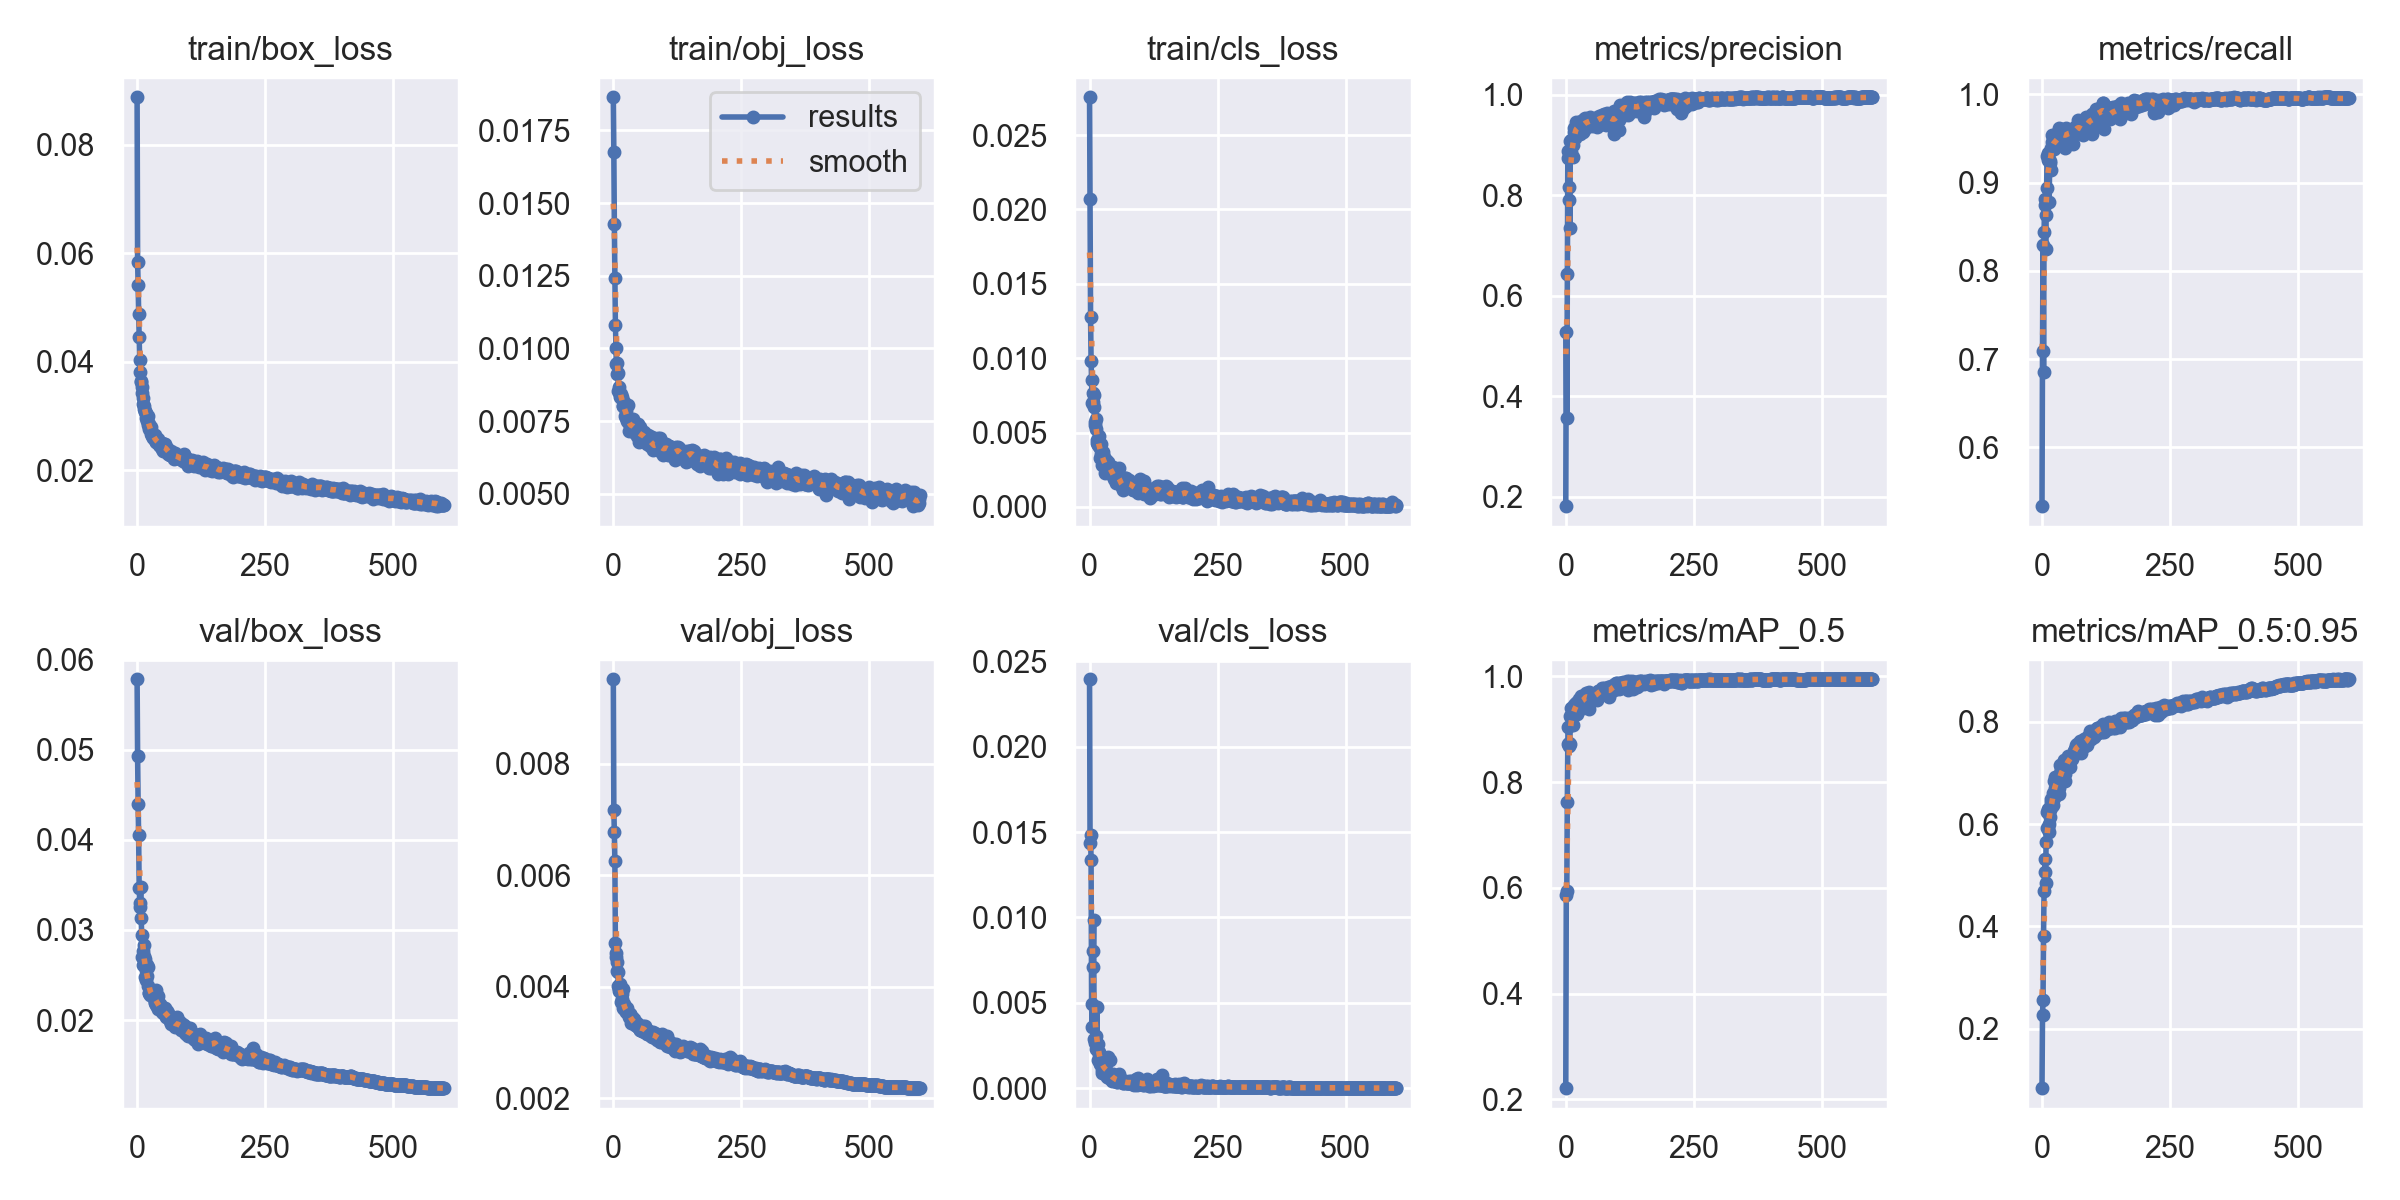 train/box_loss
0.08
0.06
0.04
0.02
0 250 500
train/obj_loss
results
smooth
0.0175
0.0150
0.0125
0.0100
0.0075
0.0050
0 250 500
train/cls_loss
0.025
0.020
0.015
0.010
0.005
0.000
0 250 500
metrics/precision
1.0
0.8
0.6
0.4
0.2
0 250 500
metrics/recall
1.0
0.9
0.8
0.7
0.6
0 250 500
val/box_loss
0.06
0.05
0.04
0.03
0.02
0 250 500
val/obj_loss
0.008
0.006
0.004
0.002
0 250 500
val/cls_loss
0.025
0.020
0.015
0.010
0.005
0.000
0 250 500
metrics/mAP_0.5
1.0
0.8
0.6
0.4
0.2
0 250 500
metrics/mAP_0.5:0.95
0.8
0.6
0.4
0.2
0 250 500